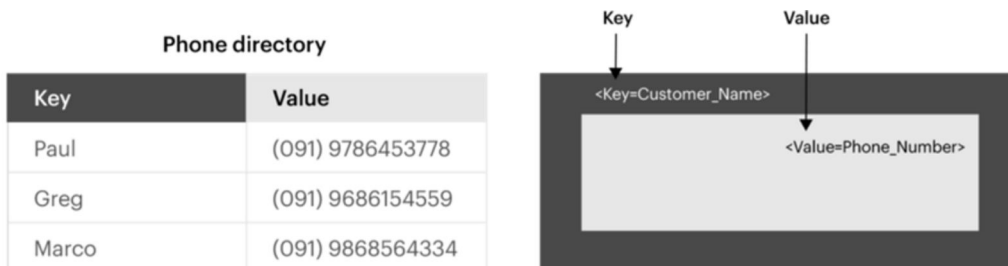 Phone directory
Key Value
Paul (091) 9786453778
Greg (091) 9686154559
Marco (091) 9868564334
Key Value
<Key=Customer_Name>
<Value=Phone_Number>